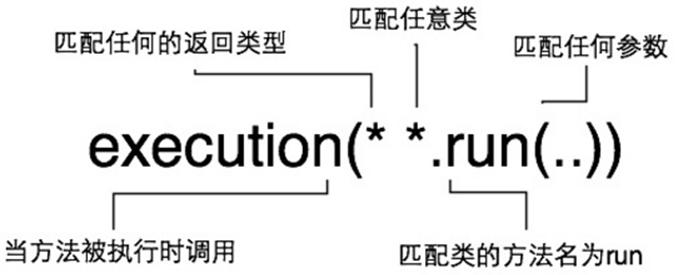 匹配任意类
匹配任何的返回类型
匹配任何参数
execution(* *.run(..))
当方法被执行时调用
匹配类的方法名为run